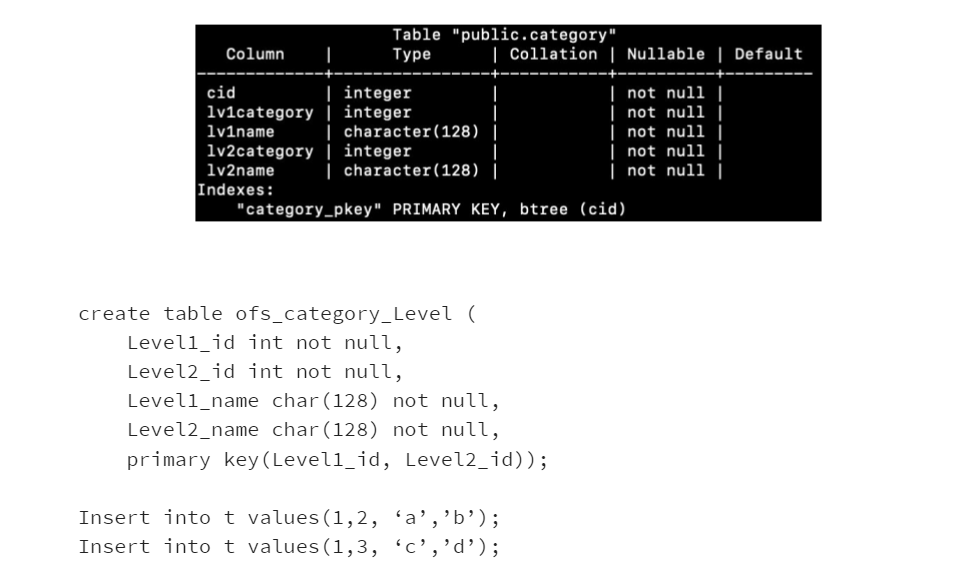 Table "public.category"
Column | Type | Collation | Nullable | Default
-------------+----------------+-----------+----------+---------
cid | integer | | not null |
lv1category | integer | | not null |
lv1name | character(128) | | not null |
lv2category | integer | | not null |
lv2name | character(128) | | not null |
Indexes:
"category_pkey" PRIMARY KEY, btree (cid)
create table ofs_category_Level (
Level1_id int not null,
Level2_id int not null,
Level1_name char(128) not null,
Level2_name char(128) not null,
primary key(Level1_id, Level2_id));
Insert into t values(1,2, ‘a’,’b’);
Insert into t values(1,3, ‘c’,’d’);